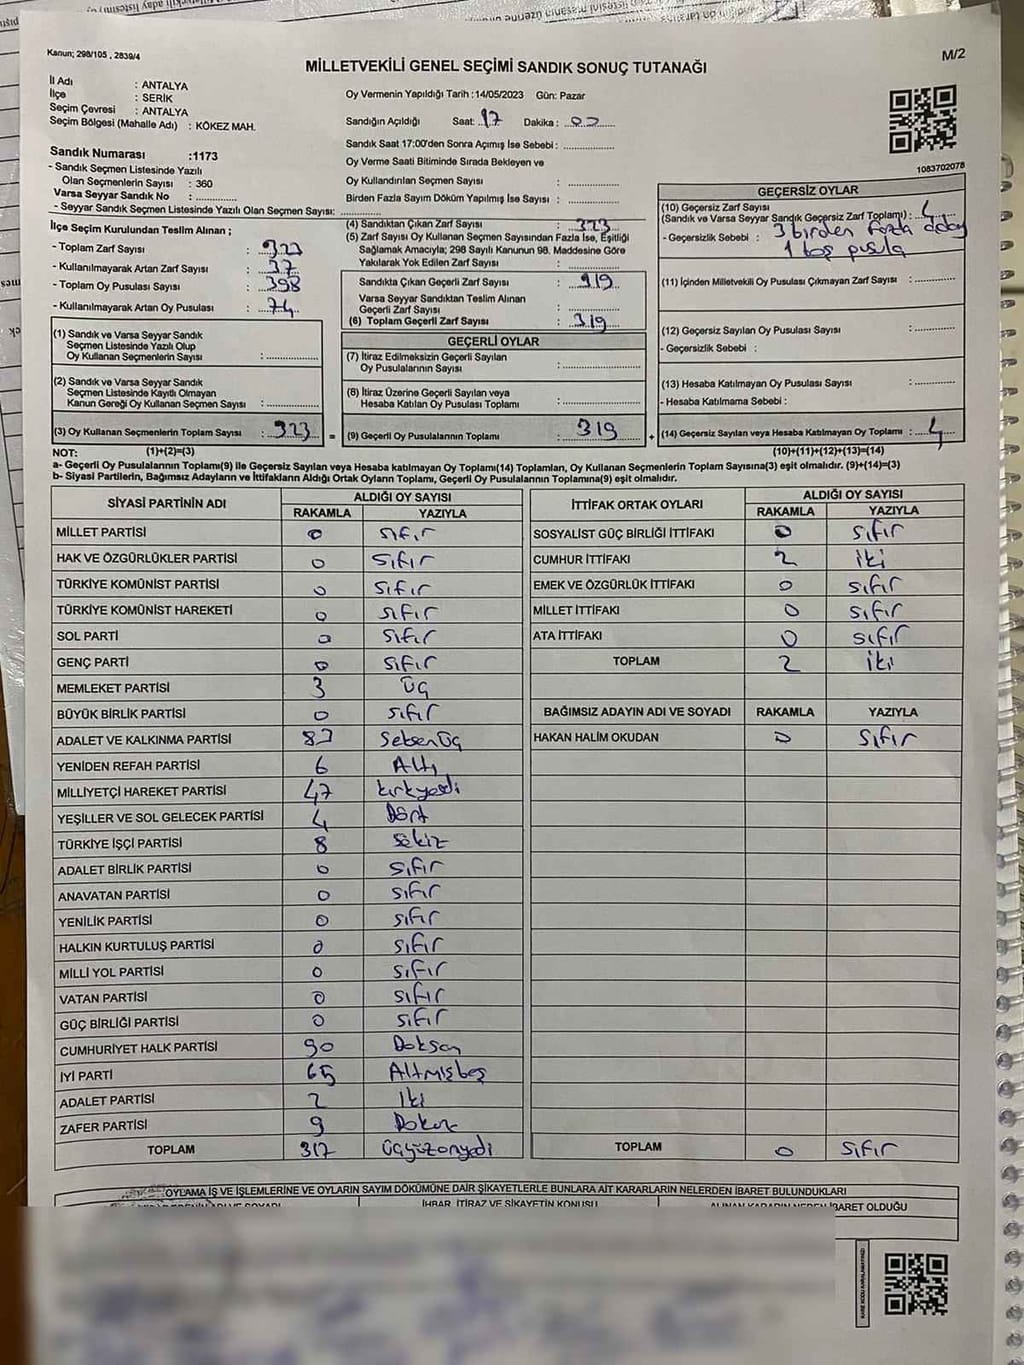 Kanun; 298/105 , 2839/4
M/2
MİLLETVEKİLİ GENEL SEÇİMİ SANDIK SONUÇ TUTANAĞI
İl Adı : ANTALYA
İlçe : SERİK
Seçim Çevresi : ANTALYA
Seçim Bölgesi (Mahalle Adı) : KÖKEZ MAH.
Sandık Numarası :1173
- Sandık Seçmen Listesinde Yazılı
Olan Seçmenlerin Sayısı : 360
Varsa Seyyar Sandık No : ............
- Seyyar Sandık Seçmen Listesinde Yazılı Olan Seçmen Sayısı: ............
Oy Vermenin Yapıldığı Tarih :14/05/2023 Gün: Pazar
Sandığın Açıldığı Saat: 17 Dakika : 00
Sandık Saat 17:00'den Sonra Açımış İse Sebebi : ............
Oy Verme Saati Bitiminde Sırada Bekleyen ve
Oy Kullandırılan Seçmen Sayısı : ............
Birden Fazla Sayım Döküm Yapılmış İse Sayısı : ............
1083702078
İlçe Seçim Kurulundan Teslim Alınan ;
- Toplam Zarf Sayısı : 323
- Kullanılmayarak Artan Zarf Sayısı : 37
- Toplam Oy Pusulası Sayısı : 398
- Kullanılmayarak Artan Oy Pusulası : 74
(1) Sandık ve Varsa Seyyar Sandık
Seçmen Listesinde Yazılı Olup
Oy Kullanan Seçmenlerin Sayısı : ............
(2) Sandık ve Varsa Seyyar Sandık
Seçmen Listesinde Kayıtlı Olmayan
Kanun Gereği Oy Kullanan Seçmen Sayısı : ............
(3) Oy Kullanan Seçmenlerin Toplam Sayısı : 323 =
(4) Sandıktan Çıkan Zarf Sayısı : 323
(5) Zarf Sayısı Oy Kullanan Seçmen Sayısından Fazla İse, Eşitliği
Sağlamak Amacıyla; 298 Sayılı Kanunun 98. Maddesine Göre
Yakılarak Yok Edilen Zarf Sayısı : ............
Sandıkta Çıkan Geçerli Zarf Sayısı : 319
Varsa Seyyar Sandıktan Teslim Alınan
Geçerli Zarf Sayısı : ............
(6) Toplam Geçerli Zarf Sayısı : 319
GEÇERLİ OYLAR
(7) İtiraz Edilmeksizin Geçerli Sayılan
Oy Pusulalarının Sayısı : ............
(8) İtiraz Üzerine Geçerli Sayılan veya
Hesaba Katılan Oy Pusulası Toplamı : ............
(9) Geçerli Oy Pusulalarının Toplamı : 319 +
GEÇERSİZ OYLAR
(10) Geçersiz Zarf Sayısı
(Sandık ve Varsa Seyyar Sandık Geçersiz Zarf Toplamı) : 4
- Geçersizlik Sebebi : 3 birden fazla aday
1 boş pusula
(11) İçinden Milletvekili Oy Pusulası Çıkmayan Zarf Sayısı : ............
(12) Geçersiz Sayılan Oy Pusulası Sayısı : ............
- Geçersizlik Sebebi :
(13) Hesaba Katılmayan Oy Pusulası Sayısı : ............
- Hesaba Katılmama Sebebi :
(14) Geçersiz Sayılan veya Hesaba Katılmayan Oy Toplamı : 4
NOT: (1)+(2)=(3) (10)+(11)+(12)+(13)=(14)
a- Geçerli Oy Pusulalarının Toplamı(9) ile Geçersiz Sayılan veya Hesaba katılmayan Oy Toplamı(14) Toplamları, Oy Kullanan Seçmenlerin Toplam Sayısına(3) eşit olmalıdır. (9)+(14)=(3)
b- Siyasi Partilerin, Bağımsız Adayların ve İttifakların Aldığı Ortak Oyların Toplamı, Geçerli Oy Pusulalarının Toplamına(9) eşit olmalıdır.
SİYASİ PARTİNİN ADI ALDIĞI OY SAYISI
RAKAMLA YAZIYLA
MİLLET PARTİSİ 0 sıfır
HAK VE ÖZGÜRLÜKLER PARTİSİ 0 sıfır
TÜRKİYE KOMÜNİST PARTİSİ 0 sıfır
TÜRKİYE KOMÜNİST HAREKETİ 0 sıfır
SOL PARTİ 0 sıfır
GENÇ PARTİ 0 sıfır
MEMLEKET PARTİSİ 3 üç
BÜYÜK BİRLİK PARTİSİ 0 sıfır
ADALET VE KALKINMA PARTİSİ 83 Seksenüç
YENİDEN REFAH PARTİSİ 6 Altı
MİLLİYETÇİ HAREKET PARTİSİ 47 kırkyedi
YEŞİLLER VE SOL GELECEK PARTİSİ 4 Dört
TÜRKİYE İŞÇİ PARTİSİ 8 sekiz
ADALET BİRLİK PARTİSİ 0 sıfır
ANAVATAN PARTİSİ 0 sıfır
YENİLİK PARTİSİ 0 sıfır
HALKIN KURTULUŞ PARTİSİ 0 sıfır
MİLLİ YOL PARTİSİ 0 sıfır
VATAN PARTİSİ 0 sıfır
GÜÇ BİRLİĞİ PARTİSİ 0 sıfır
CUMHURİYET HALK PARTİSİ 90 Doksan
İYİ PARTİ 65 Altmışbeş
ADALET PARTİSİ 2 iki
ZAFER PARTİSİ 9 Dokuz
TOPLAM 317 üçyüzonyedi
İTTİFAK ORTAK OYLARI ALDIĞI OY SAYISI
RAKAMLA YAZIYLA
SOSYALİST GÜÇ BİRLİĞİ İTTİFAKI 0 sıfır
CUMHUR İTTİFAKI 2 iki
EMEK VE ÖZGÜRLÜK İTTİFAKI 0 sıfır
MİLLET İTTİFAKI 0 sıfır
ATA İTTİFAKI 0 sıfır
TOPLAM 2 iki
BAĞIMSIZ ADAYIN ADI VE SOYADI RAKAMLA YAZIYLA
HAKAN HALİM OKUDAN 0 sıfır
TOPLAM 0 sıfır
OYLAMA İŞ VE İŞLEMLERİNE VE OYLARIN SAYIM DÖKÜMÜNE DAİR ŞİKAYETLERLE BUNLARA AİT KARARLARIN NELERDEN İBARET BULUNDUKLARI
İHBAR, İTİRAZ VE ŞİKAYETİN KONUSU
ALINAN KARARIN NEDEN İBARET OLDUĞU
KARE KODU KARALAMAYINIZ!